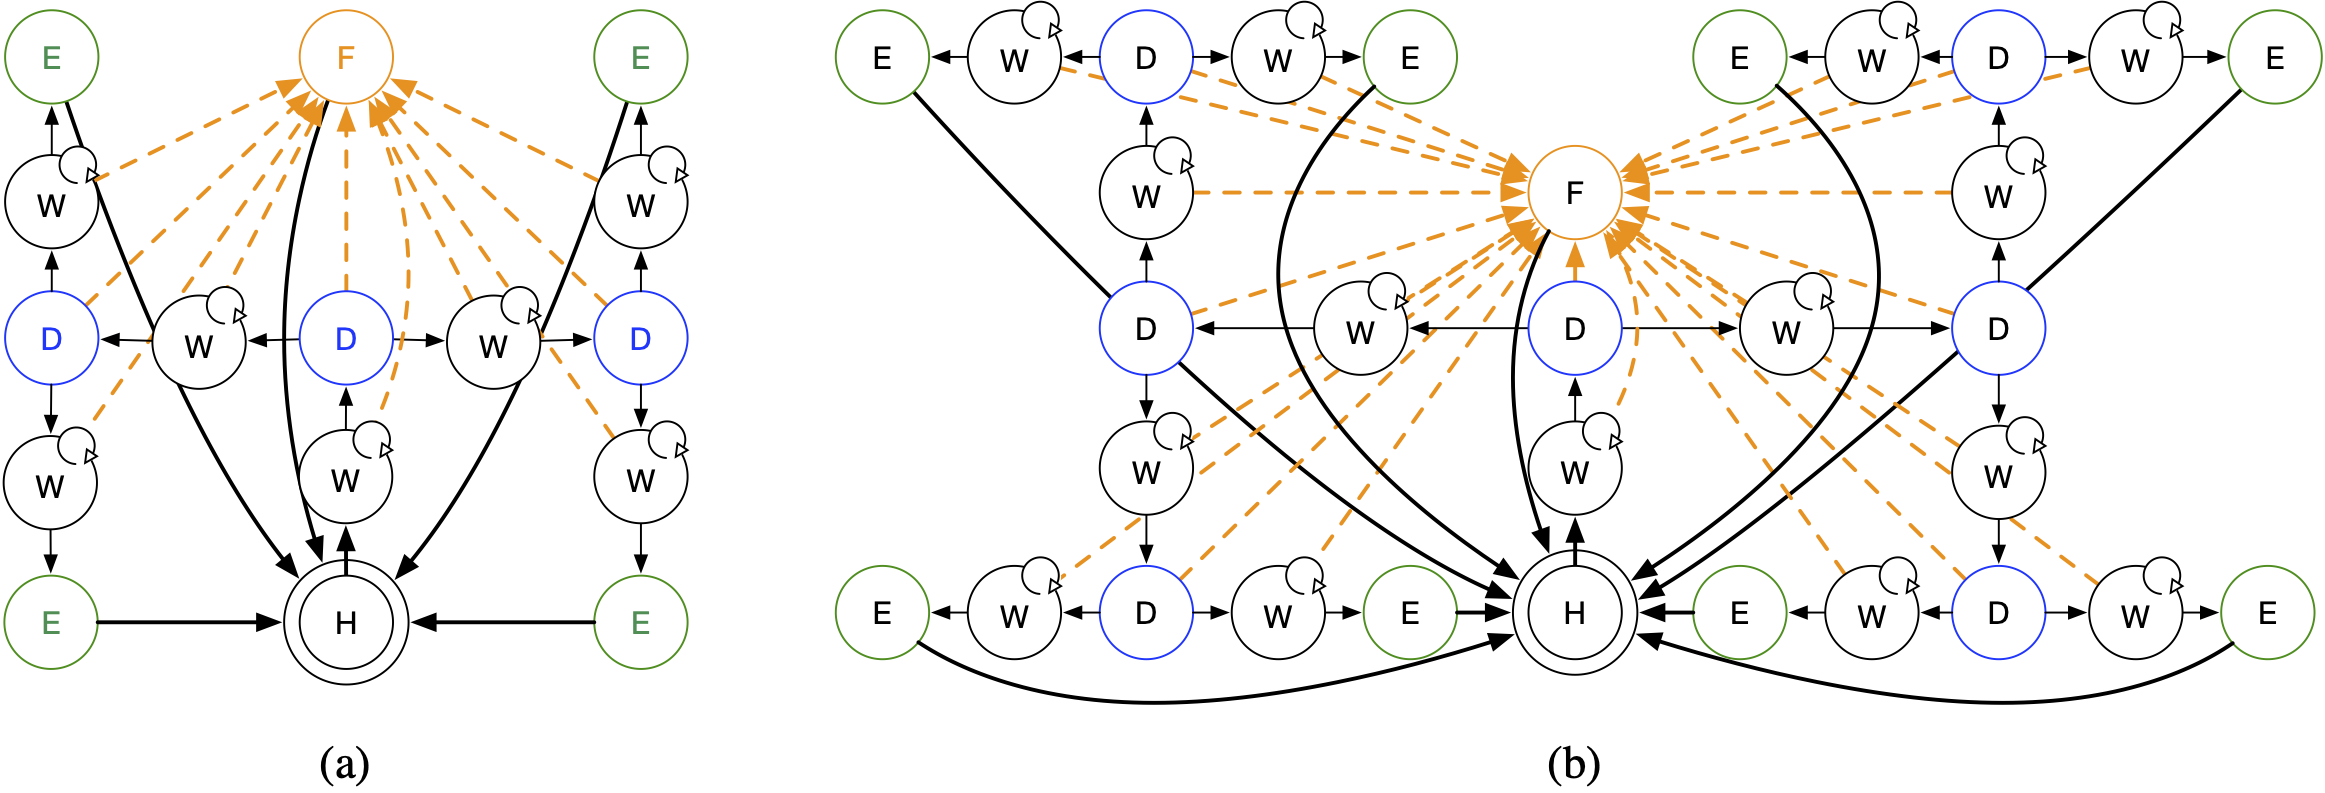 E F E
W W
D W D W D
W W W
E H E
(a)
E W D W E E W D W E
W F W
D W D W D
W W W
E W D W E H E W D W E
(b)